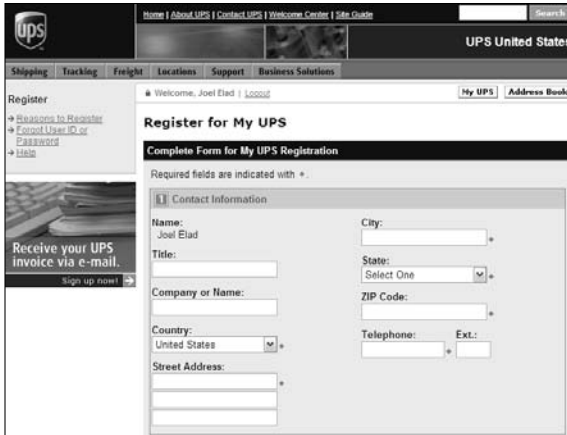 Home | About UPS | Contact UPS | Welcome Center | Site Guide
Search
ups
UPS United States
Shipping Tracking Freight Locations Support Business Solutions
Register
Reasons to Register
Forgot User ID or
Password
Help
Receive your UPS
invoice via e-mail.
Sign up now!
Welcome, Joel Elad | Logout
My UPS Address Book
Register for My UPS
Complete Form for My UPS Registration
Required fields are indicated with +.
1 Contact Information
Name:
Joel Elad
Title:
Company or Name:
Country:
United States +
Street Address:
+
City:
+
State:
Select One +
ZIP Code:
+
Telephone: Ext.:
+